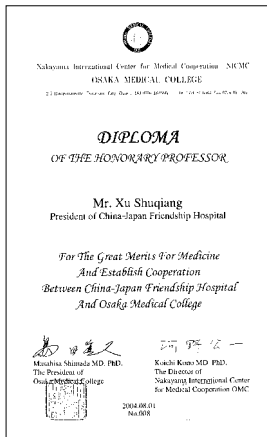 Nakayama International Center for Medical Cooperation NICMC
OSAKA MEDICAL COLLEGE
DIPLOMA
OF THE HONORARY PROFESSOR
Mr. Xu Shuqiang
President of China-Japan Friendship Hospital
For The Great Merits For Medicine
And Establish Cooperation
Between China-Japan Friendship Hospital
And Osaka Medical College
Masahisa Shimada MD. PhD.
The President of
Osaka Medical College
Koichi Kono MD. PhD.
The Director of
Nakayama International Center
for Medical Cooperation OMC
2004.08.01
No.008